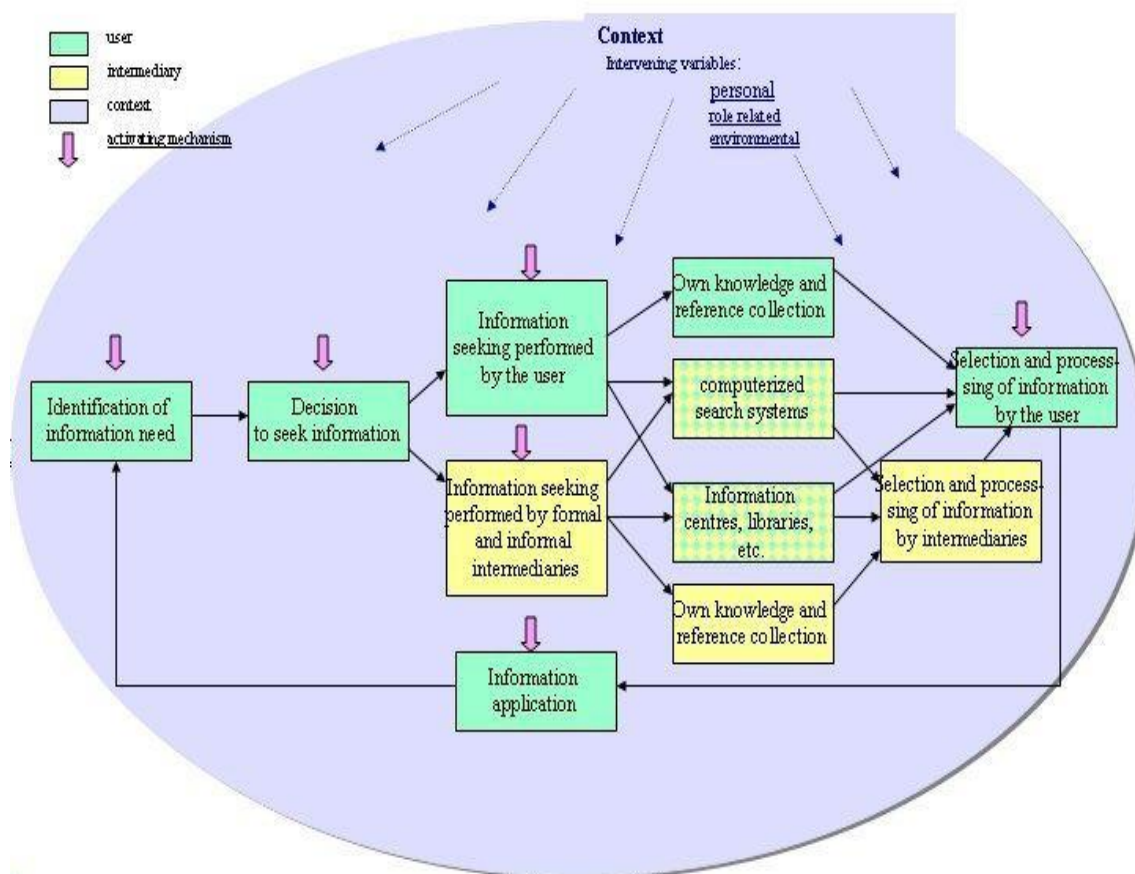 user
intermediary
context
activating mechanism
Context
Intervening variables:
personal
role related
environmental
Identification of
information need
Decision
to seek information
Information
seeking performed
by the user
Information seeking
performed by formal
and informal
intermediaries
Own knowledge and
reference collection
computerized
search systems
Information
centres, libraries,
etc.
Own knowledge and
reference collection
Selection and process-
sing of information
by the user
Selection and process-
sing of information
by intermediaries
Information
application